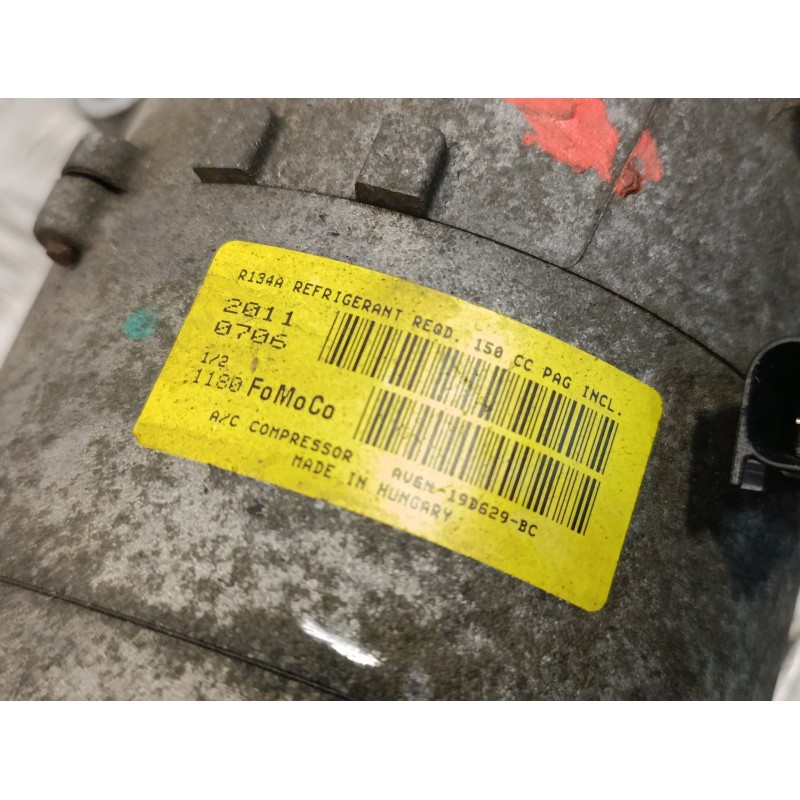 R134A REFRIGERANT REQD. 150 CC PAG INCL.
2011
0706
1/2
1180 FoMoCo
A/C COMPRESSOR AV6N-19D629-BC
MADE IN HUNGARY